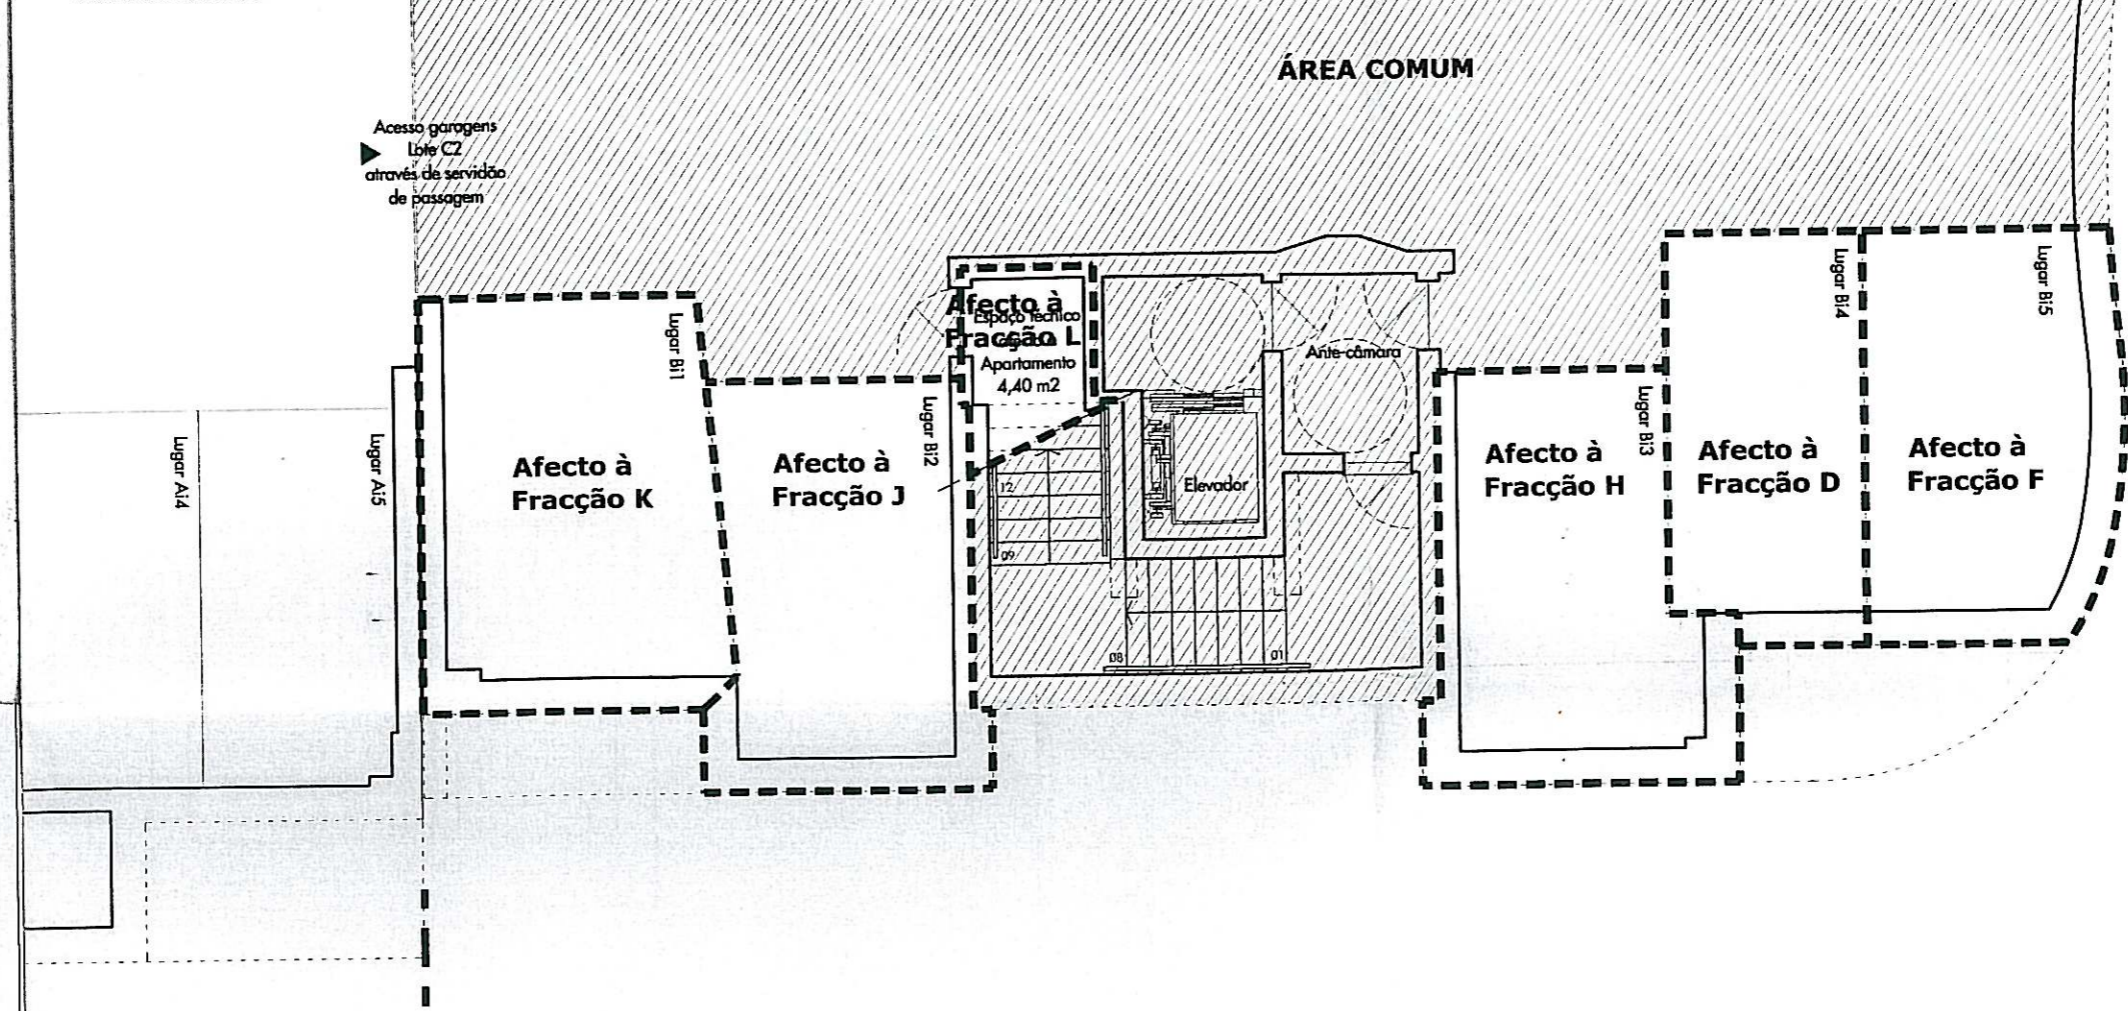 ÁREA COMUM
Acesso garagens
Lote C2
através de servidão
de passagem
Lugar Bi1
Lugar Bi2
Lugar Bi3
Lugar Bi4
Lugar Bi5
Lugar Ai4
Lugar Ai5
Afecto à
Fracção L
Espaço técnico
Apartamento
4,40 m2
Ante-câmara
Elevador
Afecto à
Fracção K
Afecto à
Fracção J
Afecto à
Fracção H
Afecto à
Fracção D
Afecto à
Fracção F
12
09
08
01